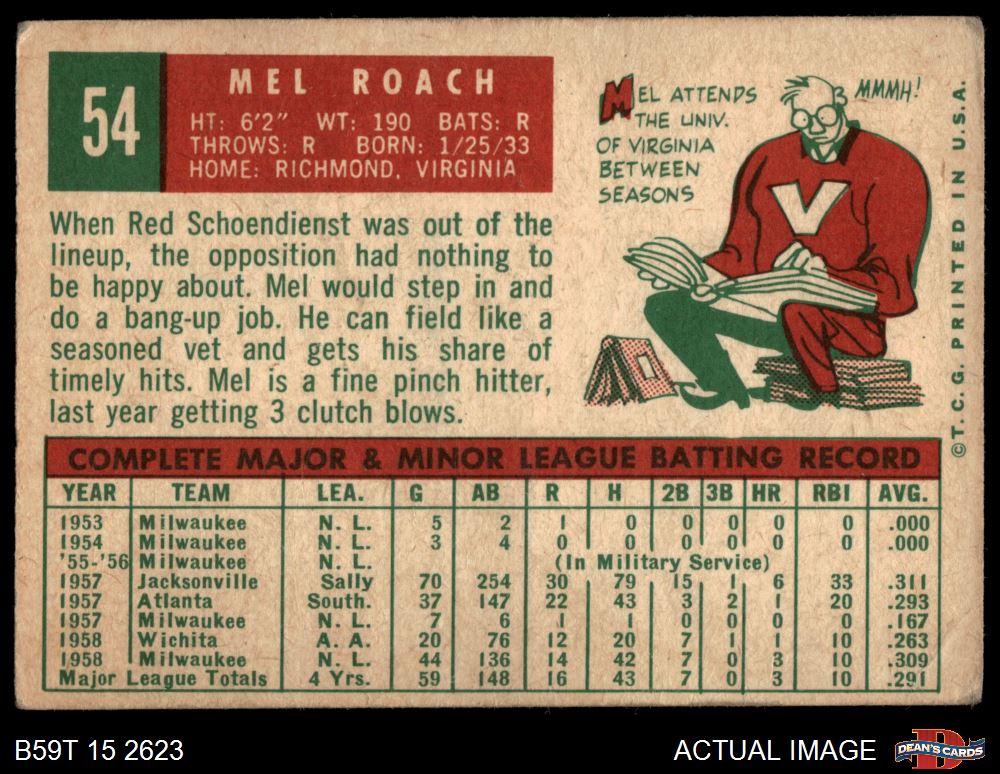 54
MEL ROACH
HT: 6'2" WT: 190 BATS: R
THROWS: R BORN: 1/25/33
HOME: RICHMOND, VIRGINIA
When Red Schoendienst was out of the
lineup, the opposition had nothing to
be happy about. Mel would step in and
do a bang-up job. He can field like a
seasoned vet and gets his share of
timely hits. Mel is a fine pinch hitter,
last year getting 3 clutch blows.
MEL ATTENDS
THE UNIV.
OF VIRGINIA
BETWEEN
SEASONS
MMMH!
V
©T.C.G. PRINTED IN U.S.A.
COMPLETE MAJOR & MINOR LEAGUE BATTING RECORD
YEAR TEAM LEA. G AB R H 2B 3B HR RBI AVG.
1953 Milwaukee N. L. 5 2 1 0 0 0 0 0 .000
1954 Milwaukee N. L. 3 4 0 0 0 0 0 0 .000
'55-'56 Milwaukee N. L. (In Military Service)
1957 Jacksonville Sally 70 254 30 79 15 1 6 33 .311
1957 Atlanta South. 37 147 22 43 3 2 1 20 .293
1957 Milwaukee N. L. 7 6 1 1 0 0 0 0 .167
1958 Wichita A. A. 20 76 12 20 7 1 1 10 .263
1958 Milwaukee N. L. 44 136 14 42 7 0 3 10 .309
Major League Totals 4 Yrs. 59 148 16 43 7 0 3 10 .291
B59T 15 2623
ACTUAL IMAGE
D
DEAN'S CARDS